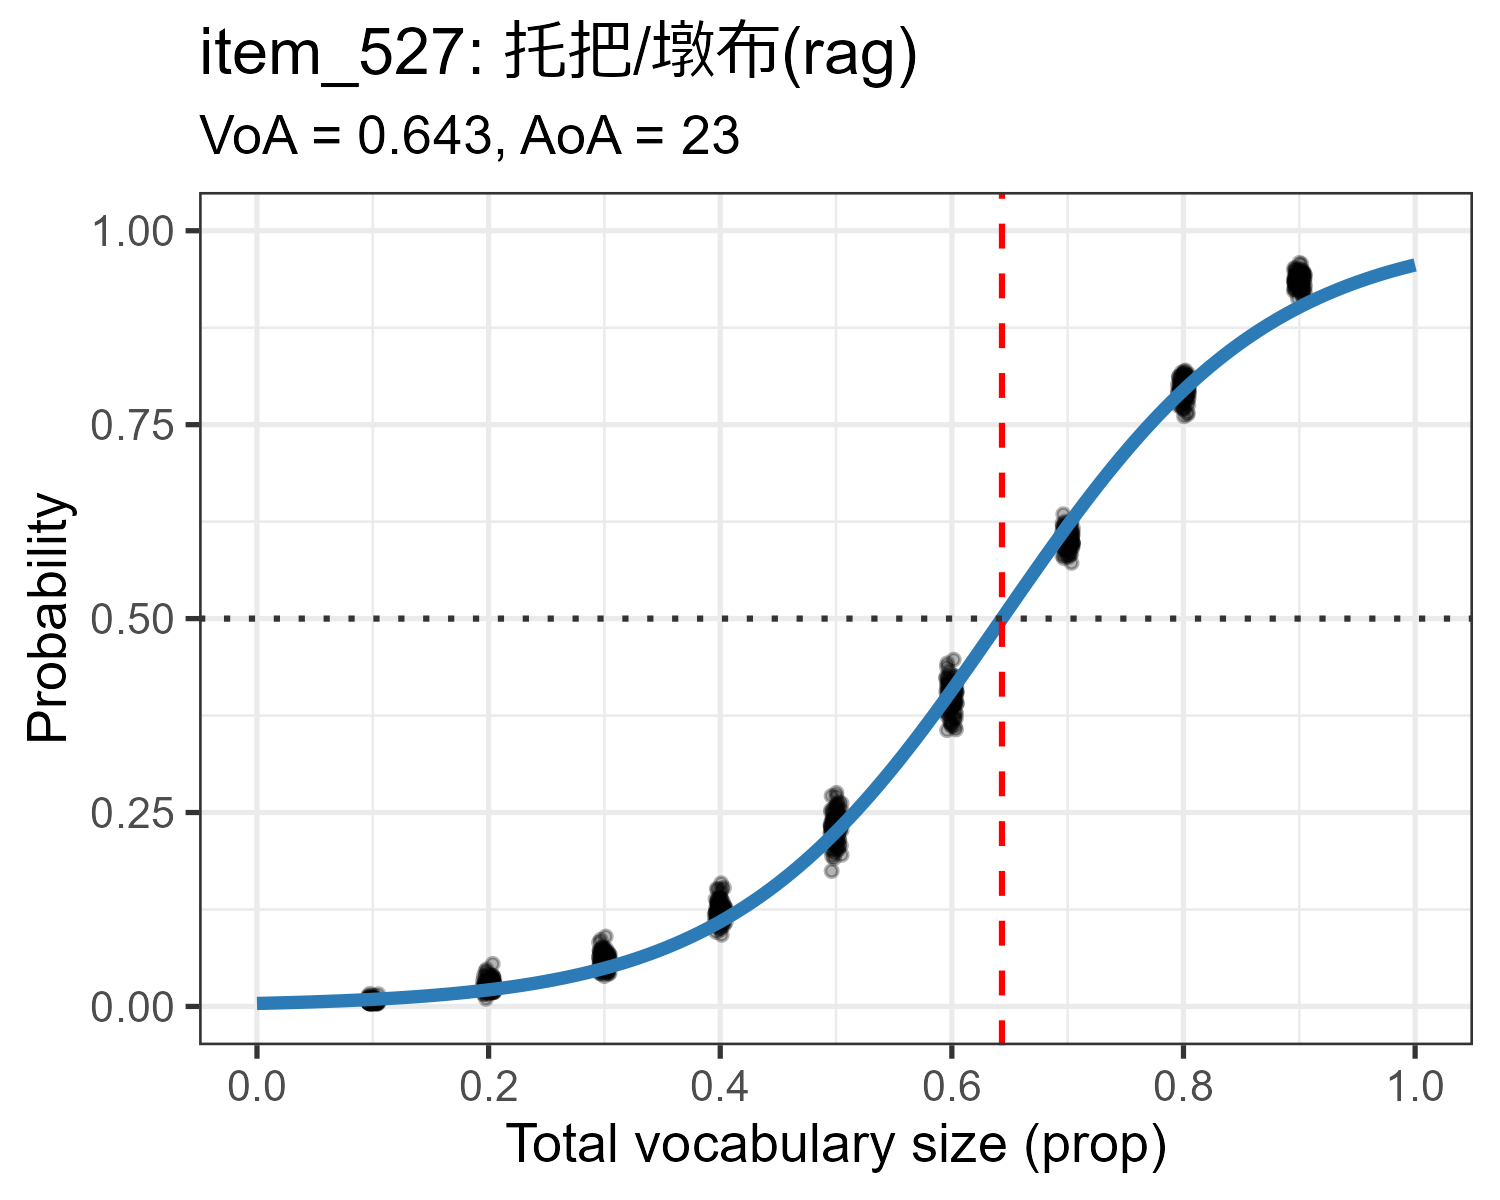 item_527: 托把/墩布(rag)
VoA = 0.643, AoA = 23
1.00
0.75
0.50
0.25
0.00
Probability
0.0 0.2 0.4 0.6 0.8 1.0
Total vocabulary size (prop)